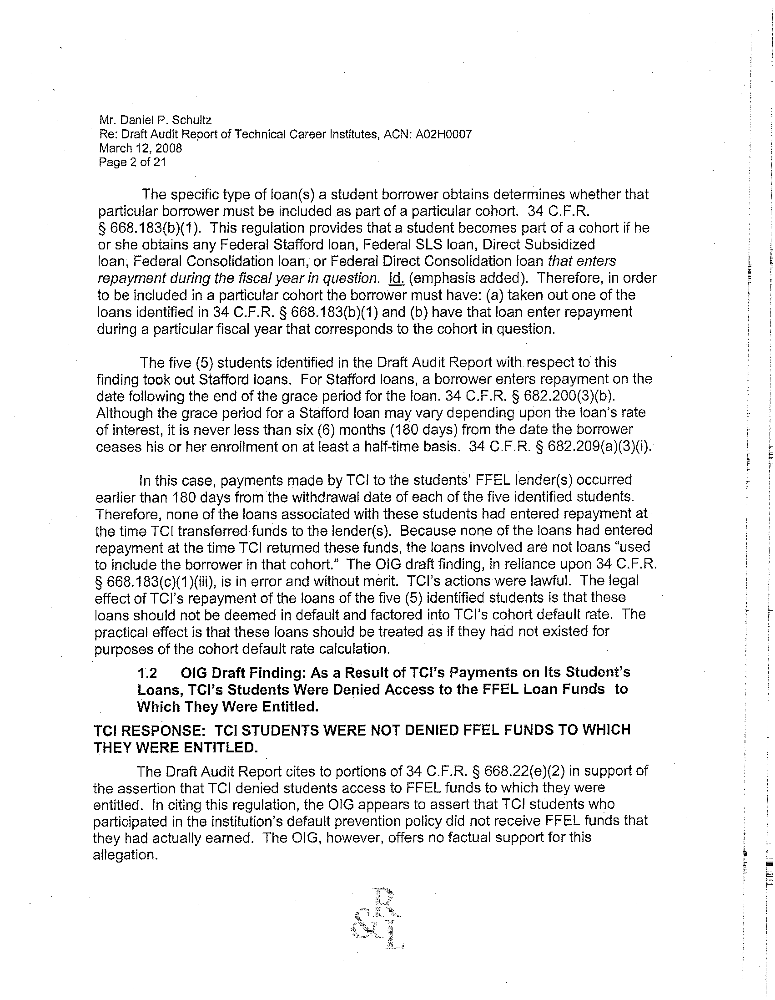 Mr. Daniel P. Schultz
Re: Draft Audit Report of Technical Career Institutes, ACN: A02H0007
March 12, 2008
Page 2 of 21
The specific type of loan(s) a student borrower obtains determines whether that
particular borrower must be included as part of a particular cohort. 34 C.F.R.
§ 668.183(b)(1). This regulation provides that a student becomes part of a cohort if he
or she obtains any Federal Stafford loan, Federal SLS loan, Direct Subsidized
loan, Federal Consolidation loan, or Federal Direct Consolidation loan that enters
repayment during the fiscal year in question. Id. (emphasis added). Therefore, in order
to be included in a particular cohort the borrower must have: (a) taken out one of the
loans identified in 34 C.F.R. § 668.183(b)(1) and (b) have that loan enter repayment
during a particular fiscal year that corresponds to the cohort in question.
The five (5) students identified in the Draft Audit Report with respect to this
finding took out Stafford loans. For Stafford loans, a borrower enters repayment on the
date following the end of the grace period for the loan. 34 C.F.R. § 682.200(3)(b).
Although the grace period for a Stafford loan may vary depending upon the loan's rate
of interest, it is never less than six (6) months (180 days) from the date the borrower
ceases his or her enrollment on at least a half-time basis. 34 C.F.R. § 682.209(a)(3)(i).
In this case, payments made by TCI to the students' FFEL lender(s) occurred
earlier than 180 days from the withdrawal date of each of the five identified students.
Therefore, none of the loans associated with these students had entered repayment at
the time TCI transferred funds to the lender(s). Because none of the loans had entered
repayment at the time TCI returned these funds, the loans involved are not loans “used
to include the borrower in that cohort.” The OIG draft finding, in reliance upon 34 C.F.R.
§ 668.183(c)(1)(iii), is in error and without merit. TCI's actions were lawful. The legal
effect of TCI's repayment of the loans of the five (5) identified students is that these
loans should not be deemed in default and factored into TCI's cohort default rate. The
practical effect is that these loans should be treated as if they had not existed for
purposes of the cohort default rate calculation.
1.2 OIG Draft Finding: As a Result of TCI's Payments on Its Student's
Loans, TCI's Students Were Denied Access to the FFEL Loan Funds to
Which They Were Entitled.
TCI RESPONSE: TCI STUDENTS WERE NOT DENIED FFEL FUNDS TO WHICH
THEY WERE ENTITLED.
The Draft Audit Report cites to portions of 34 C.F.R. § 668.22(e)(2) in support of
the assertion that TCI denied students access to FFEL funds to which they were
entitled. In citing this regulation, the OIG appears to assert that TCI students who
participated in the institution's default prevention policy did not receive FFEL funds that
they had actually earned. The OIG, however, offers no factual support for this
allegation.
R
&L